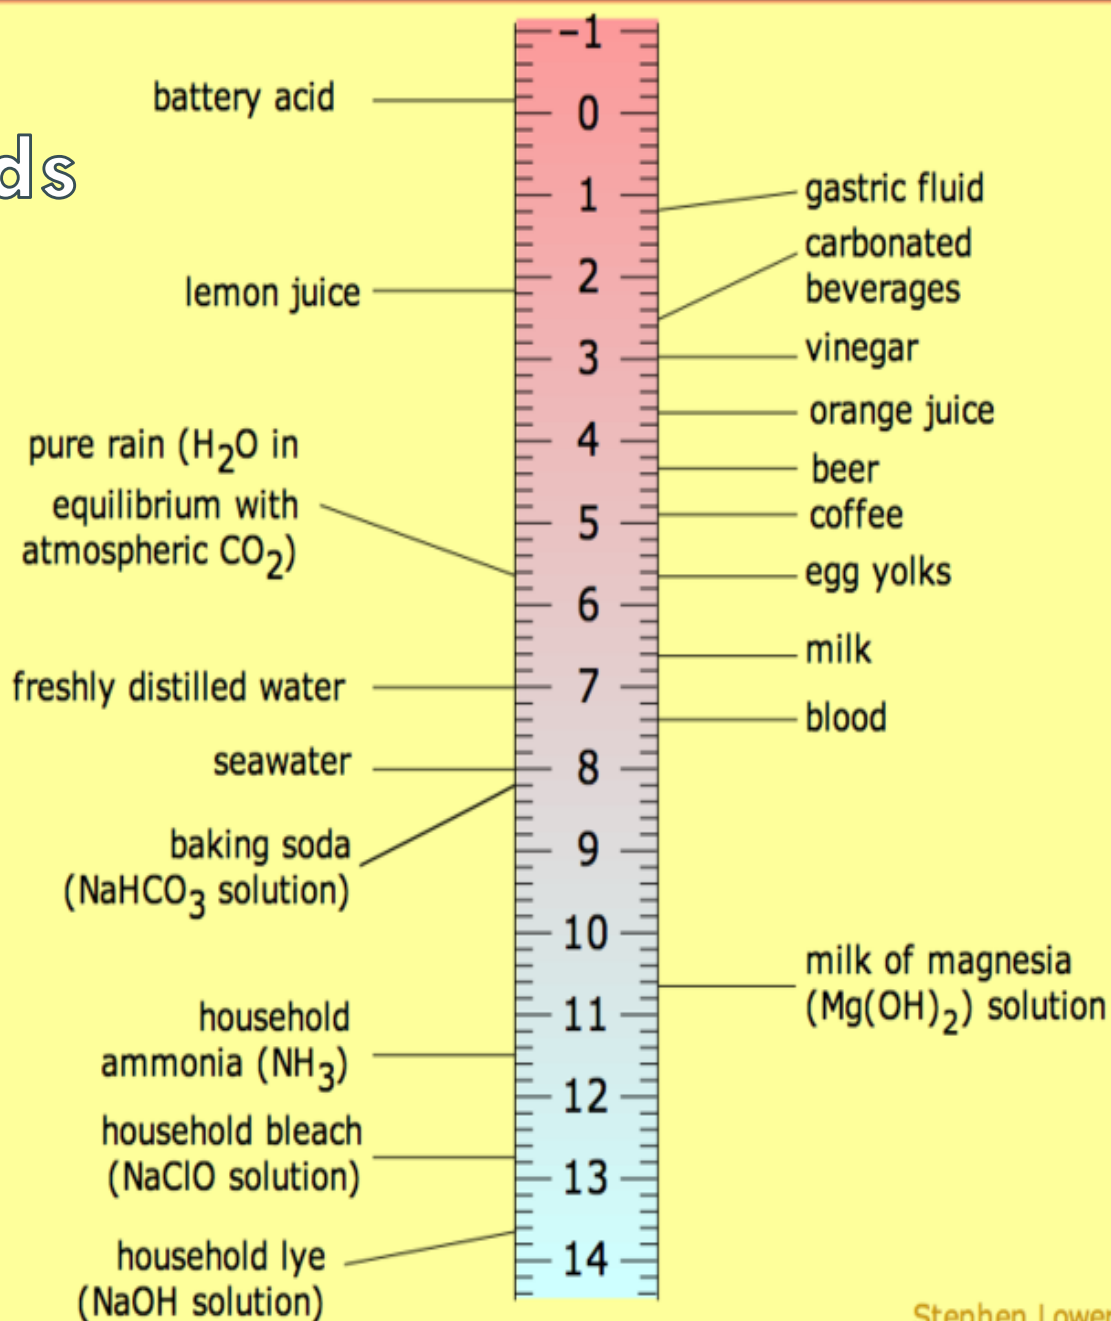 battery acid
ds
lemon juice
pure rain (H₂O in
equilibrium with
atmospheric CO₂)
freshly distilled water
seawater
baking soda
(NaHCO₃ solution)
household
ammonia (NH₃)
household bleach
(NaClO solution)
household lye
(NaOH solution)
−1
0
1
2
3
4
5
6
7
8
9
10
11
12
13
14
gastric fluid
carbonated
beverages
vinegar
orange juice
beer
coffee
egg yolks
milk
blood
milk of magnesia
(Mg(OH)₂) solution
Stephen Lower